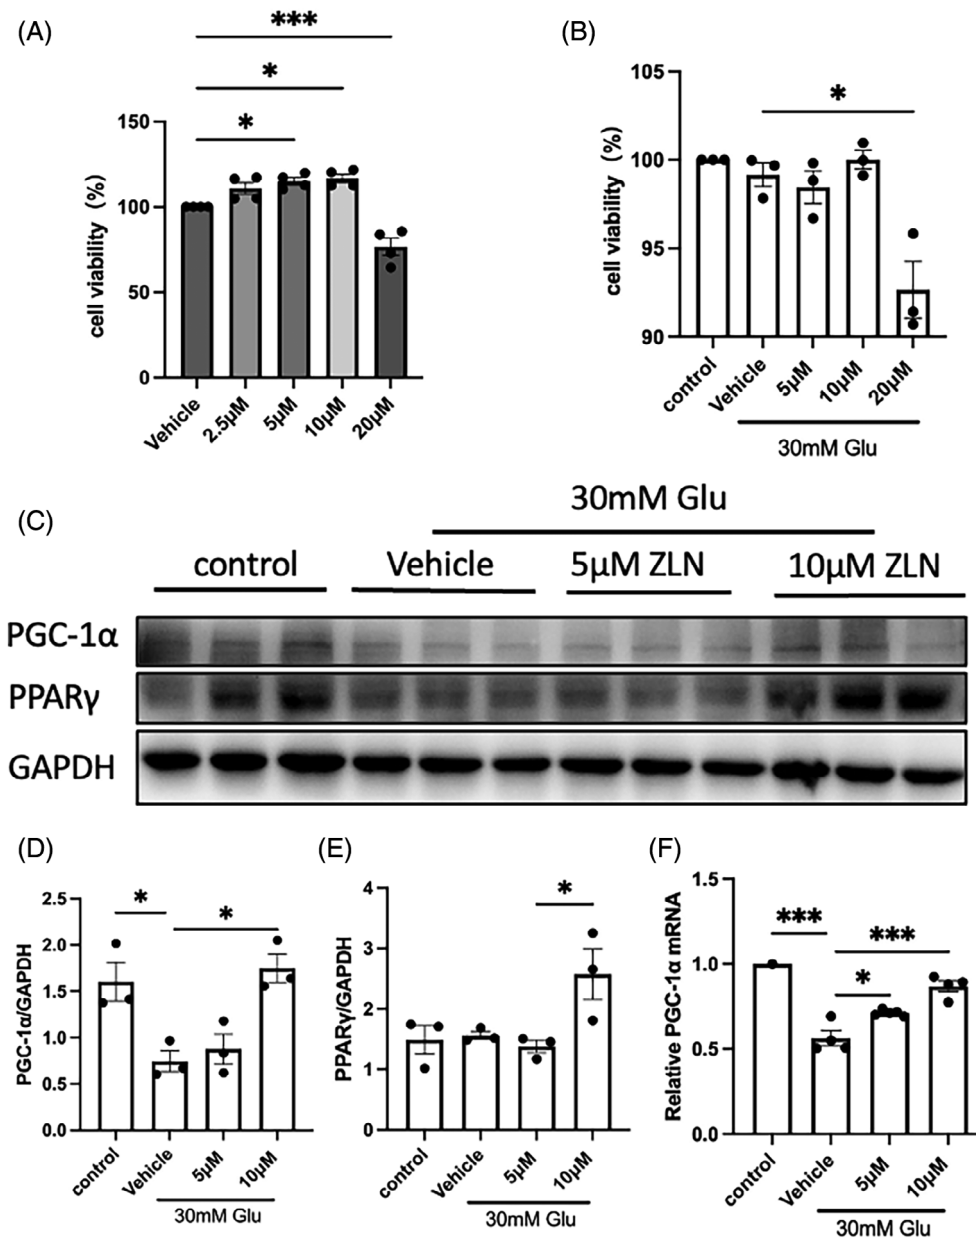 (A)
***
*
*
cell viability (%)
150
100
50
0
Vehicle
2.5μM
5μM
10μM
20μM
(B)
*
cell viability (%)
105
100
95
90
control
Vehicle
5μM
10μM
20μM
30mM Glu
(C)
30mM Glu
control
Vehicle
5μM ZLN
10μM ZLN
PGC-1α
PPARγ
GAPDH
(D)
*
*
PGC-1α/GAPDH
2.5
2.0
1.5
1.0
0.5
0.0
control
Vehicle
5μM
10μM
30mM Glu
(E)
*
PPARγ/GAPDH
4
3
2
1
0
control
Vehicle
5μM
10μM
30mM Glu
(F)
***
***
*
Relative PGC-1α mRNA
1.5
1.0
0.5
0.0
control
Vehicle
5μM
10μM
30mM Glu